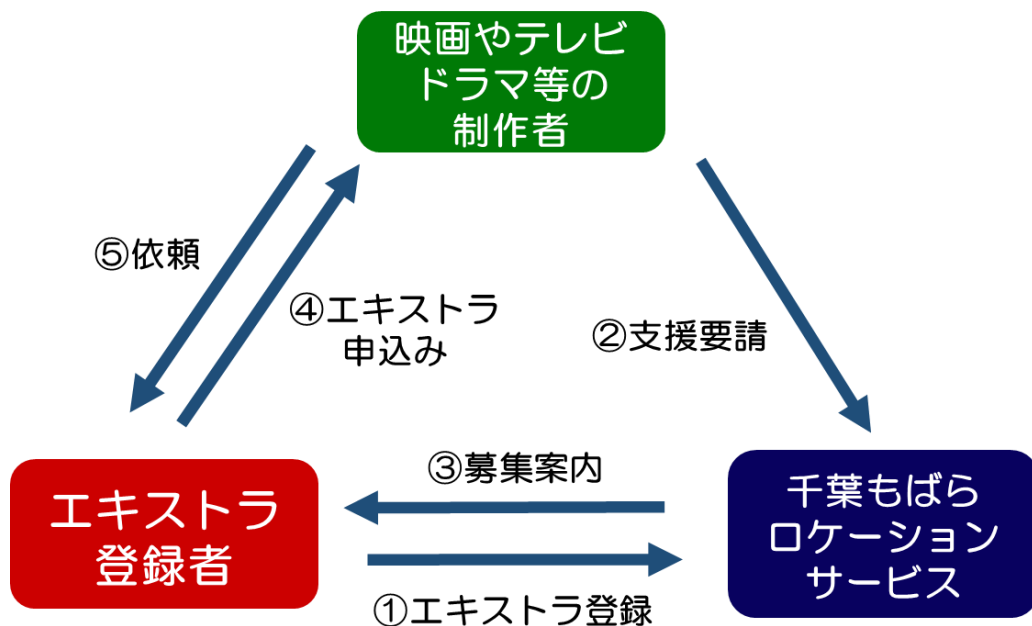 映画やテレビ
ドラマ等の
制作者
⑤依頼
④エキストラ
申込み
②支援要請
③募集案内
エキストラ
登録者
千葉もばら
ロケーション
サービス
①エキストラ登録